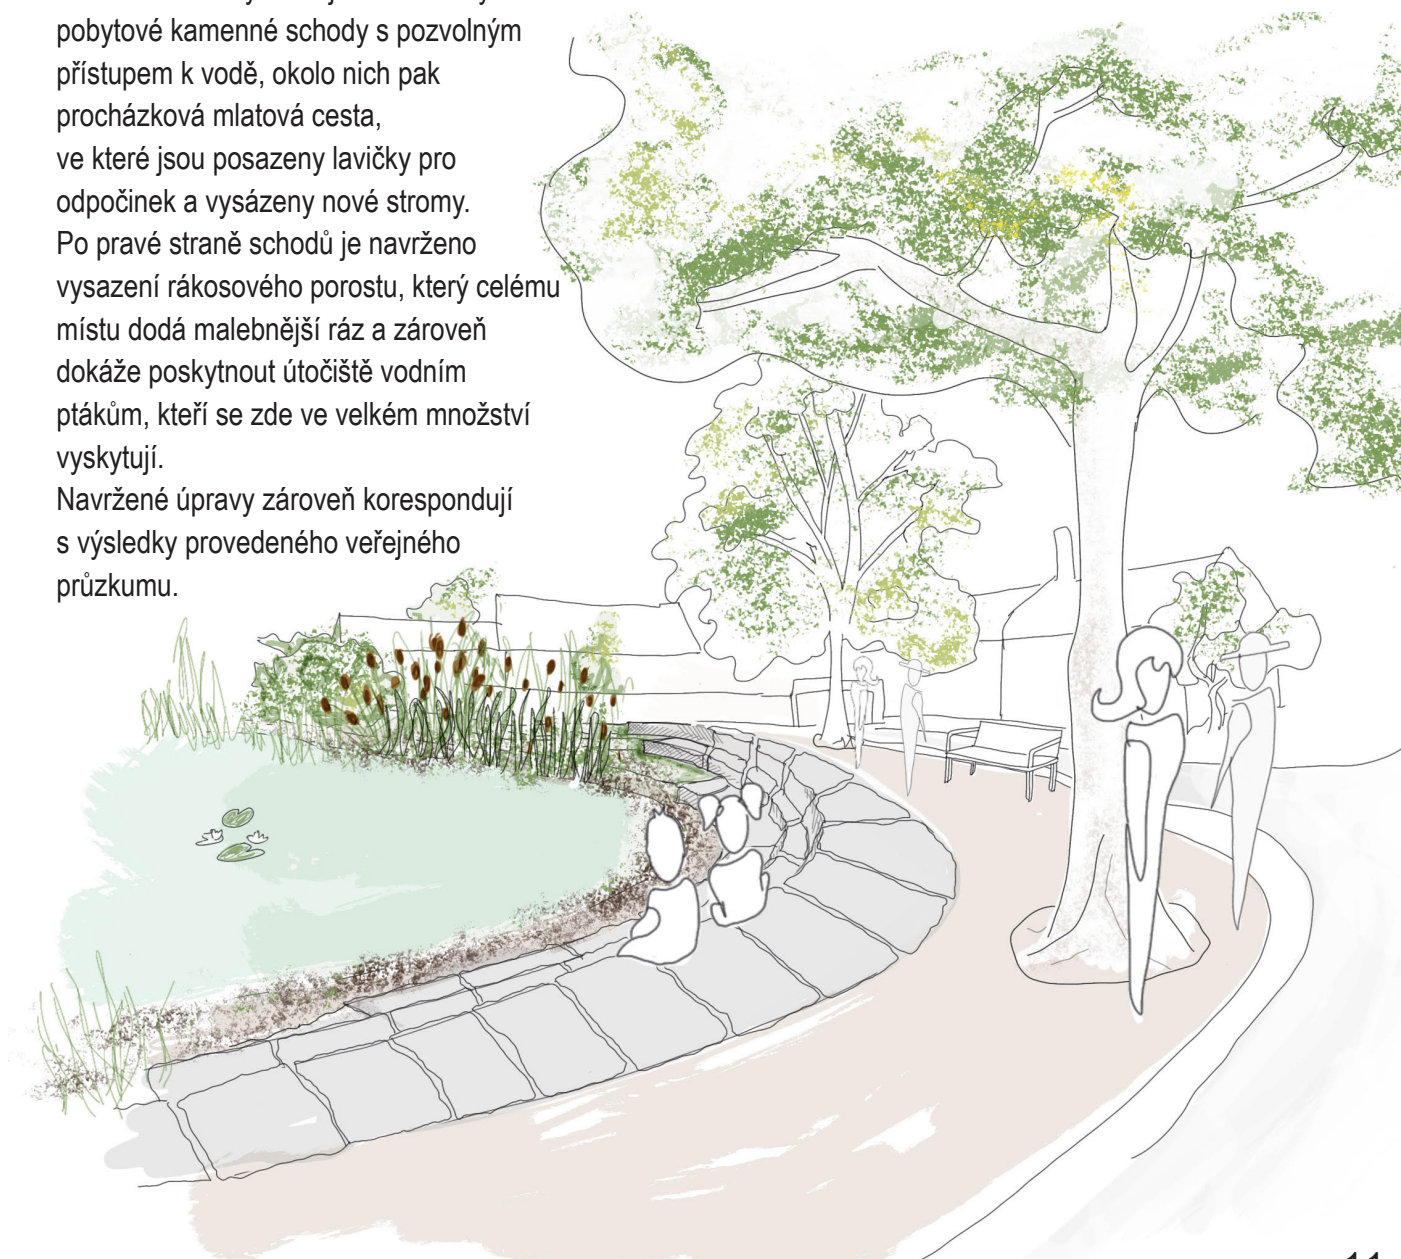 pobytové kamenné schody s pozvolným
přístupem k vodě, okolo nich pak
procházková mlatová cesta,
ve které jsou posazeny lavičky pro
odpočinek a vysázeny nové stromy.
Po pravé straně schodů je navrženo
vysazení rákosového porostu, který celému
místu dodá malebnější ráz a zároveň
dokáže poskytnout útočiště vodním
ptákům, kteří se zde ve velkém množství
vyskytují.
Navržené úpravy zároveň korespondují
s výsledky provedeného veřejného
průzkumu.